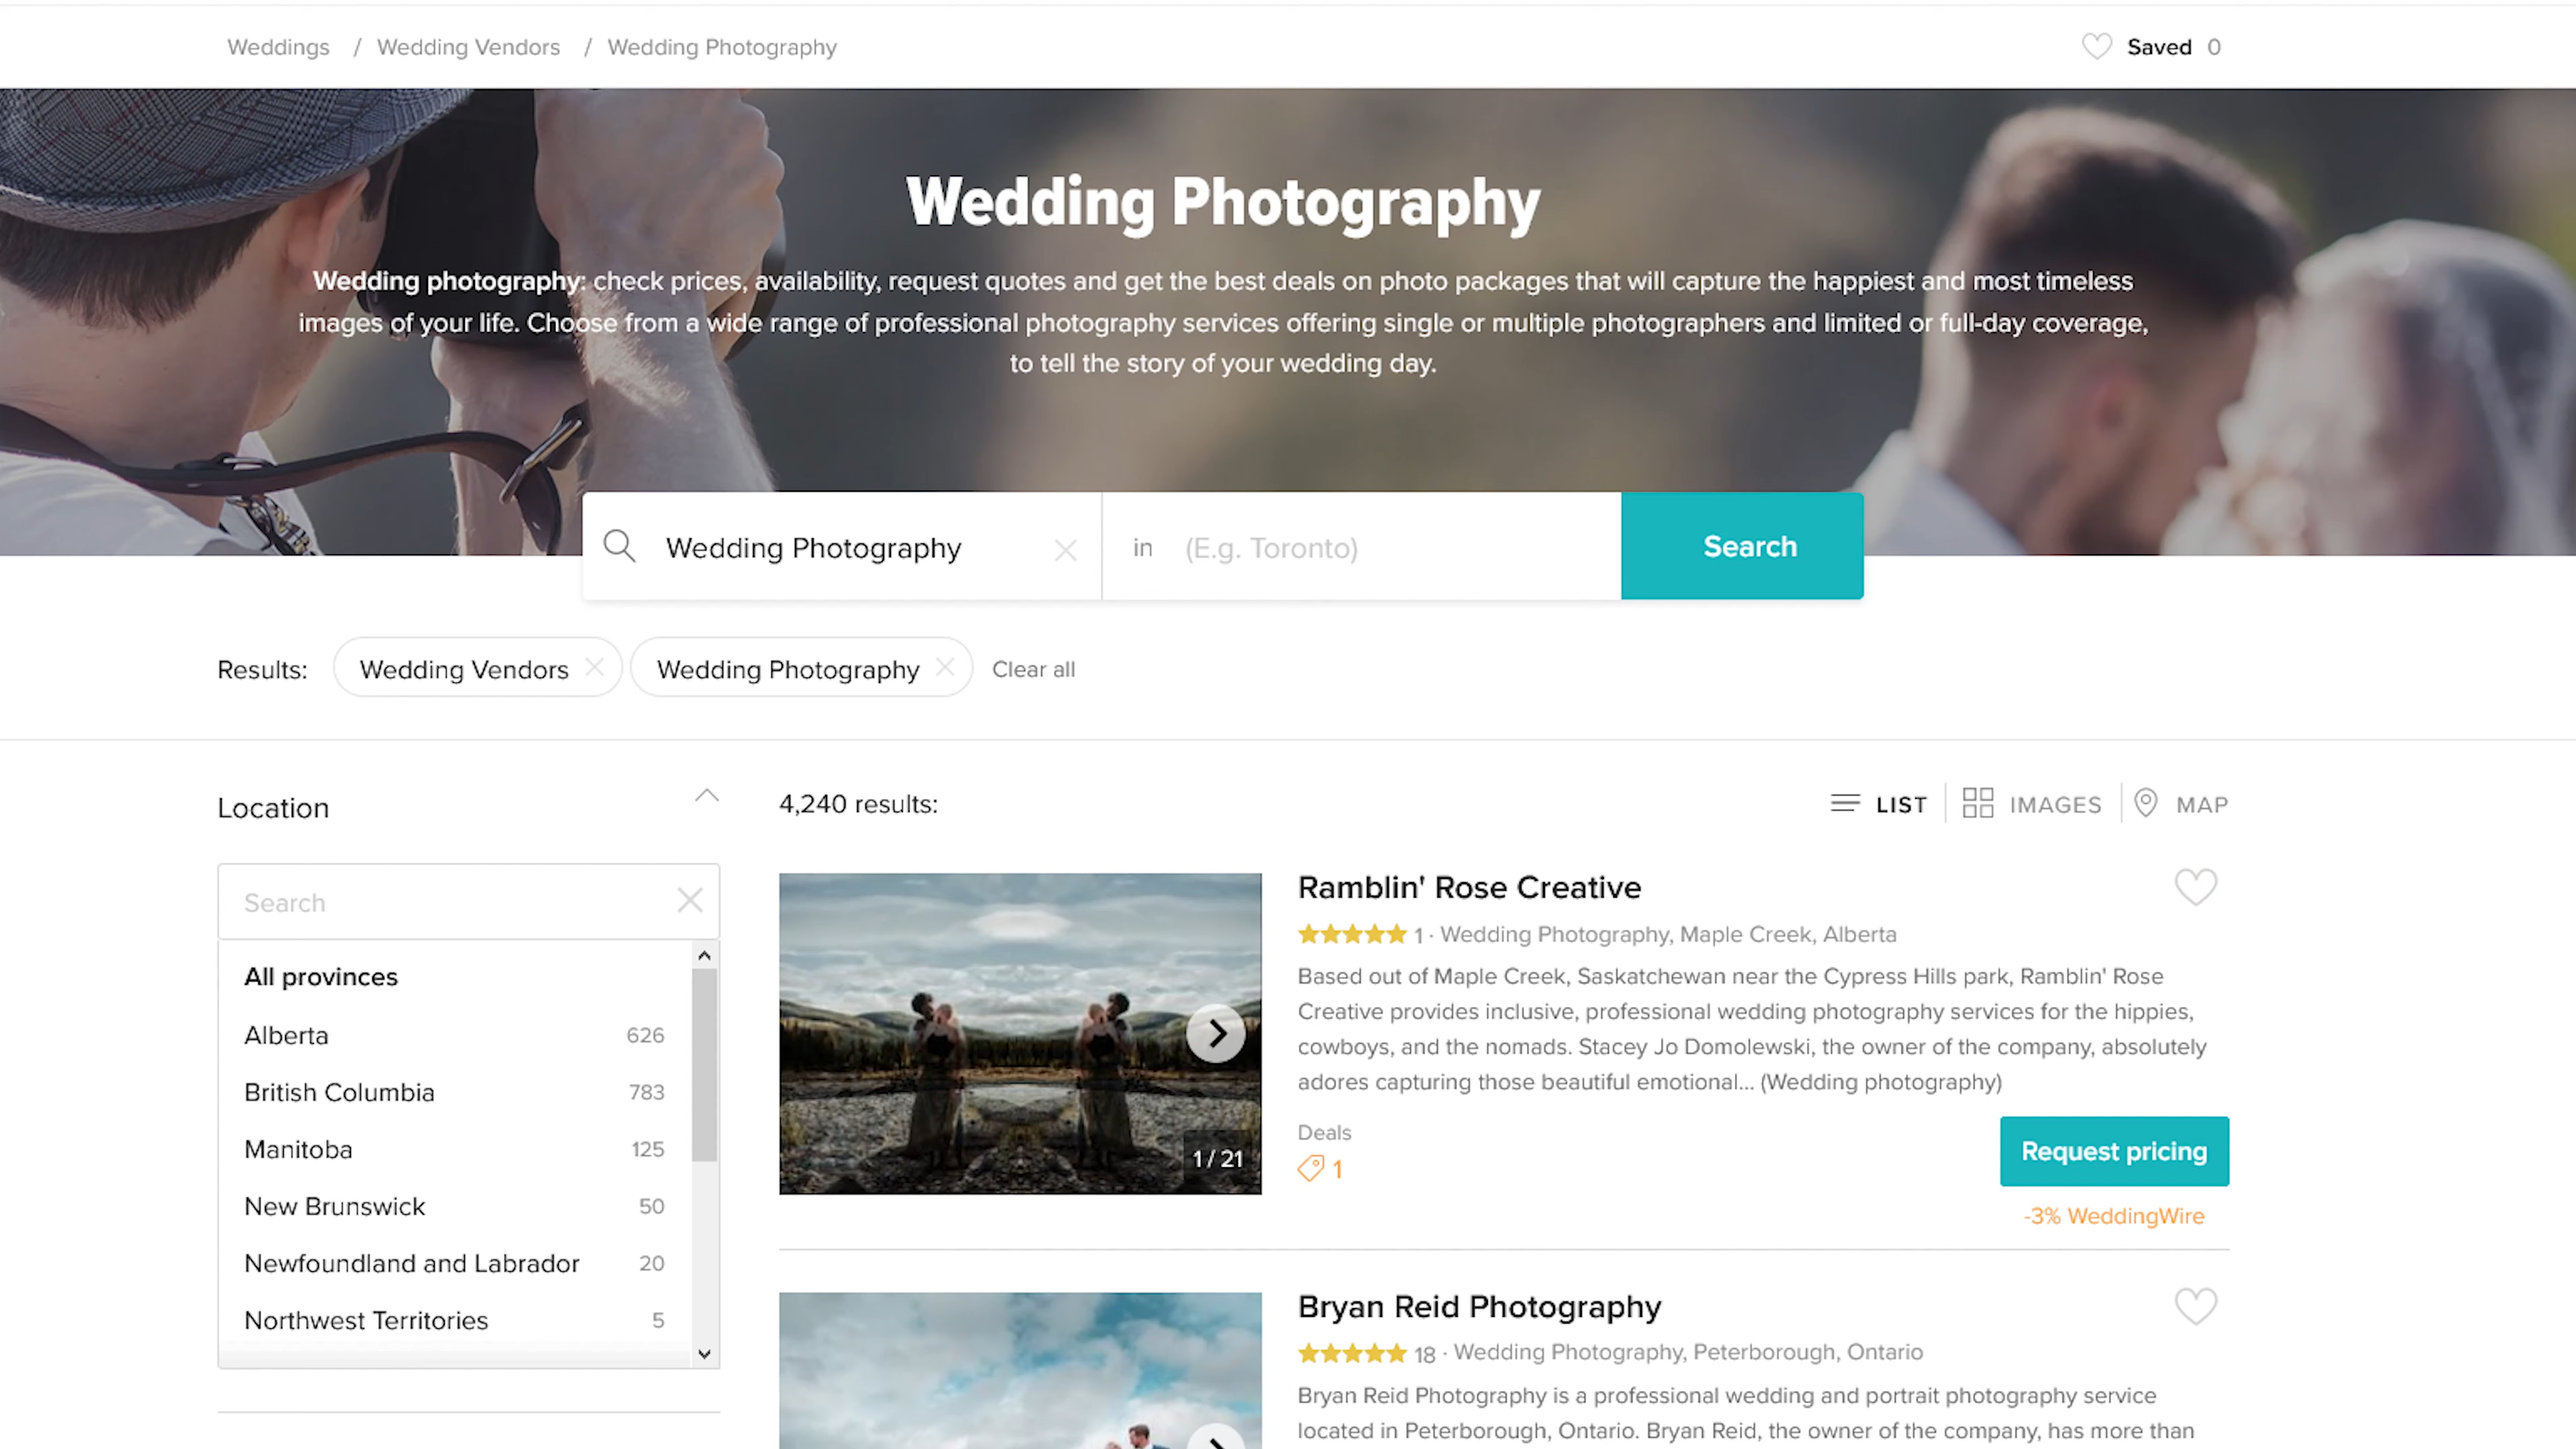 Weddings / Wedding Vendors / Wedding Photography
Saved 0
Wedding Photography
Wedding photography: check prices, availability, request quotes and get the best deals on photo packages that will capture the happiest and most timeless
images of your life. Choose from a wide range of professional photography services offering single or multiple photographers and limited or full-day coverage,
to tell the story of your wedding day.
Wedding Photography
in (E.g. Toronto)
Search
Results: Wedding Vendors Wedding Photography Clear all
Location
Search
All provinces
Alberta 626
British Columbia 783
Manitoba 125
New Brunswick 50
Newfoundland and Labrador 20
Northwest Territories 5
4,240 results:
LIST IMAGES MAP
1 / 21
Ramblin' Rose Creative
1 · Wedding Photography, Maple Creek, Alberta
Based out of Maple Creek, Saskatchewan near the Cypress Hills park, Ramblin' Rose
Creative provides inclusive, professional wedding photography services for the hippies,
cowboys, and the nomads. Stacey Jo Domolewski, the owner of the company, absolutely
adores capturing those beautiful emotional... (Wedding photography)
Deals
1
Request pricing
-3% WeddingWire
Bryan Reid Photography
18 · Wedding Photography, Peterborough, Ontario
Bryan Reid Photography is a professional wedding and portrait photography service
located in Peterborough, Ontario. Bryan Reid, the owner of the company, has more than